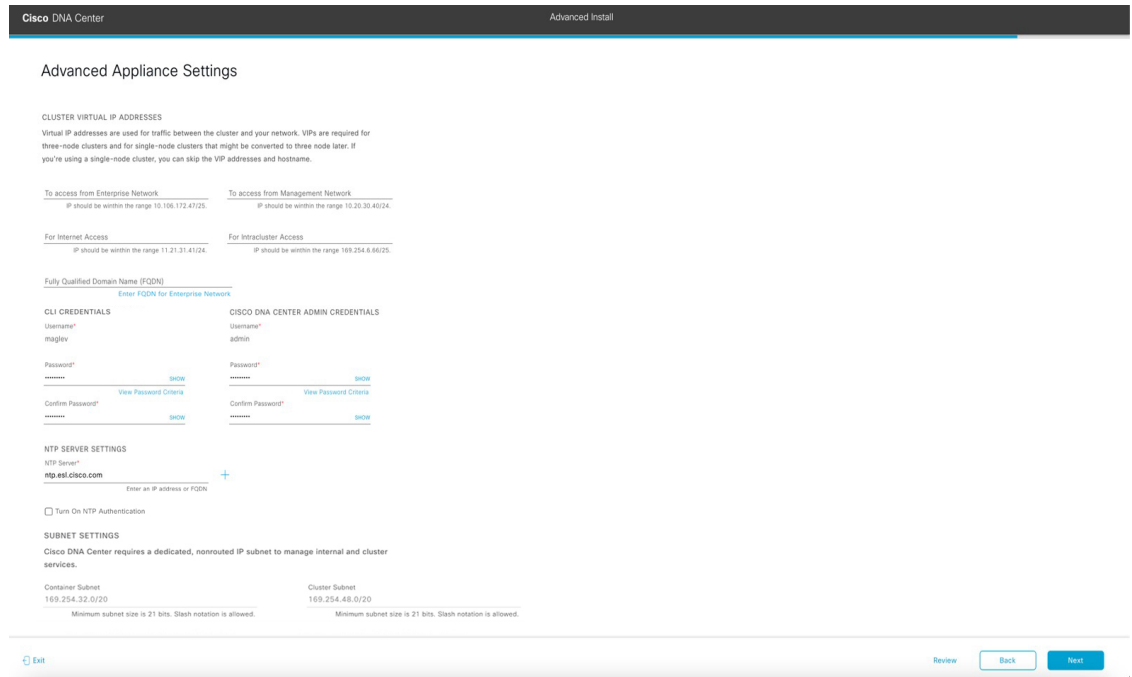 Cisco DNA Center
Advanced Install
Advanced Appliance Settings
CLUSTER VIRTUAL IP ADDRESSES
Virtual IP addresses are used for traffic between the cluster and your network. VIPs are required for
three-node clusters and for single-node clusters that might be converted to three node later. If
you're using a single-node cluster, you can skip the VIP addresses and hostname.
To access from Enterprise Network
IP should be winthin the range 10.106.172.47/25.
To access from Management Network
IP should be winthin the range 10.20.30.40/24.
For Internet Access
IP should be winthin the range 11.21.31.41/24.
For Intracluster Access
IP should be winthin the range 169.254.6.66/25.
Fully Qualified Domain Name (FQDN)
Enter FQDN for Enterprise Network
CLI CREDENTIALS
Username*
maglev
Password*
•••••••••
SHOW
View Password Criteria
Confirm Password*
•••••••••
SHOW
CISCO DNA CENTER ADMIN CREDENTIALS
Username*
admin
Password*
•••••••••
SHOW
View Password Criteria
Confirm Password*
•••••••••
SHOW
NTP SERVER SETTINGS
NTP Server*
ntp.esl.cisco.com
+
Enter an IP address or FQDN
Turn On NTP Authentication
SUBNET SETTINGS
Cisco DNA Center requires a dedicated, nonrouted IP subnet to manage internal and cluster
services.
Container Subnet
169.254.32.0/20
Minimum subnet size is 21 bits. Slash notation is allowed.
Cluster Subnet
169.254.48.0/20
Minimum subnet size is 21 bits. Slash notation is allowed.
Exit
Review
Back
Next